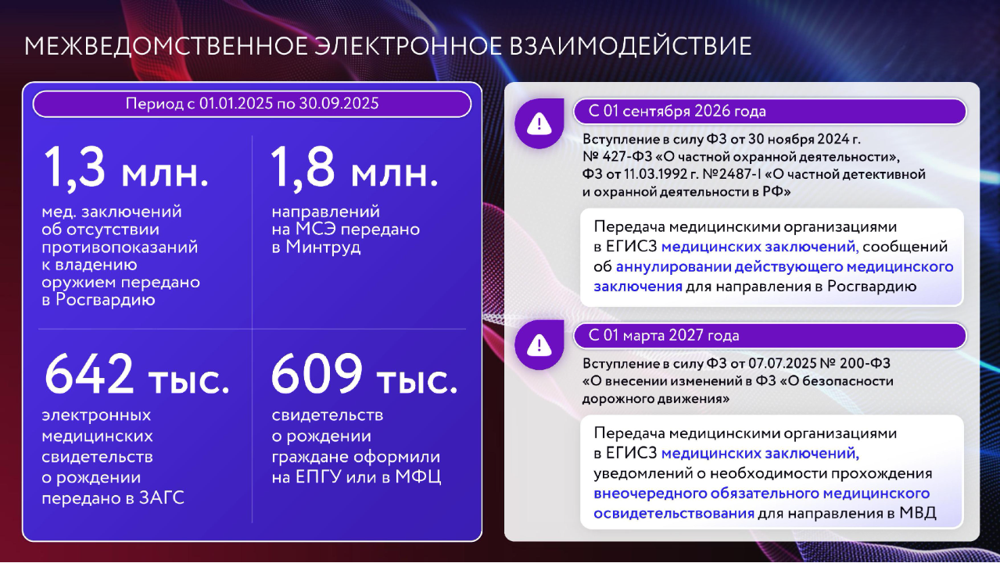 МЕЖВЕДОМСТВЕННОЕ ЭЛЕКТРОННОЕ ВЗАИМОДЕЙСТВИЕ
Период с 01.01.2025 по 30.09.2025
1,3 млн.
мед. заключений
об отсутствии
противопоказаний
к владению
оружием передано
в Росгвардию
1,8 млн.
направлений
на МСЭ передано
в Минтруд
642 тыс.
электронных
медицинских
свидетельств
о рождении
передано в ЗАГС
609 тыс.
свидетельств
о рождении
граждане оформили
на ЕПГУ или в МФЦ
С 01 сентября 2026 года
Вступление в силу ФЗ от 30 ноября 2024 г.
№ 427-ФЗ «О частной охранной деятельности»,
ФЗ от 11.03.1992 г. №2487-I «О частной детективной
и охранной деятельности в РФ»
Передача медицинскими организациями
в ЕГИСЗ медицинских заключений, сообщений
об аннулировании действующего медицинского
заключения для направления в Росгвардию
С 01 марта 2027 года
Вступление в силу ФЗ от 07.07.2025 № 200-ФЗ
«О внесении изменений в ФЗ «О безопасности
дорожного движения»
Передача медицинскими организациями
в ЕГИСЗ медицинских заключений,
уведомлений о необходимости прохождения
внеочередного обязательного медицинского
освидетельствования для направления в МВД